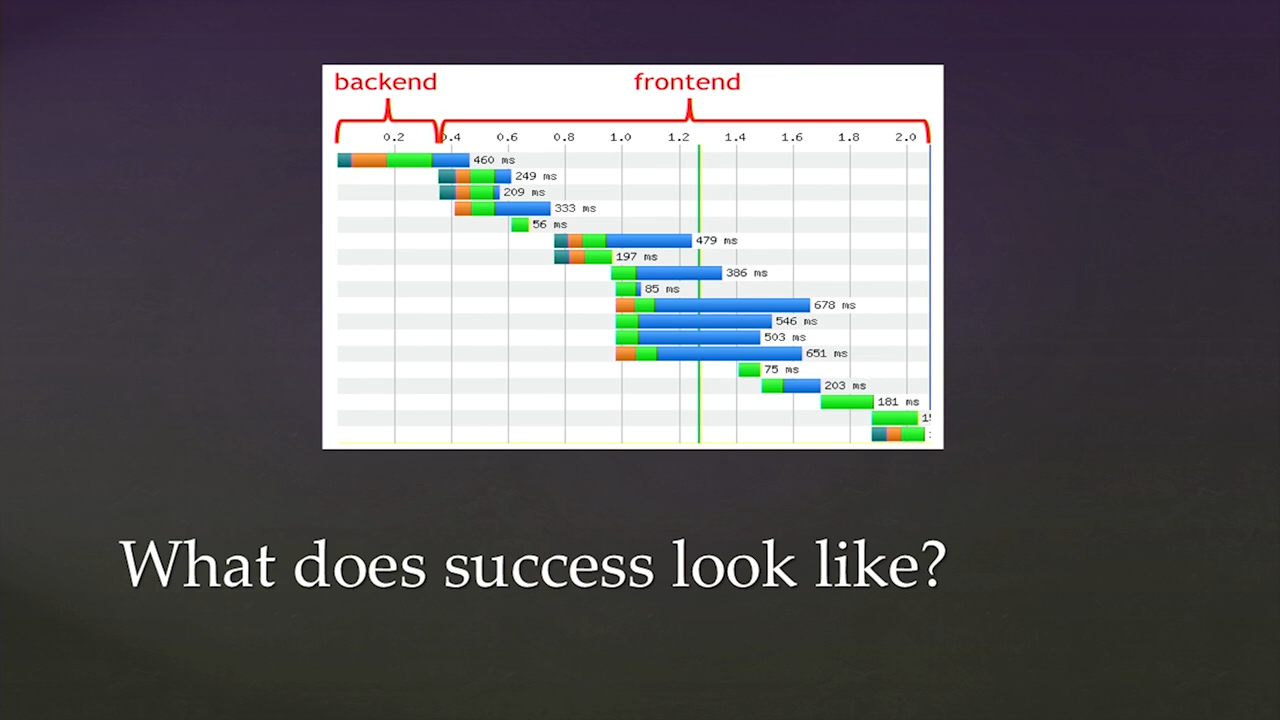 backend frontend
0.2 0.4 0.6 0.8 1.0 1.2 1.4 1.6 1.8 2.0
460 ms
249 ms
209 ms
333 ms
56 ms
479 ms
197 ms
386 ms
85 ms
678 ms
546 ms
503 ms
651 ms
75 ms
203 ms
181 ms
What does success look like?